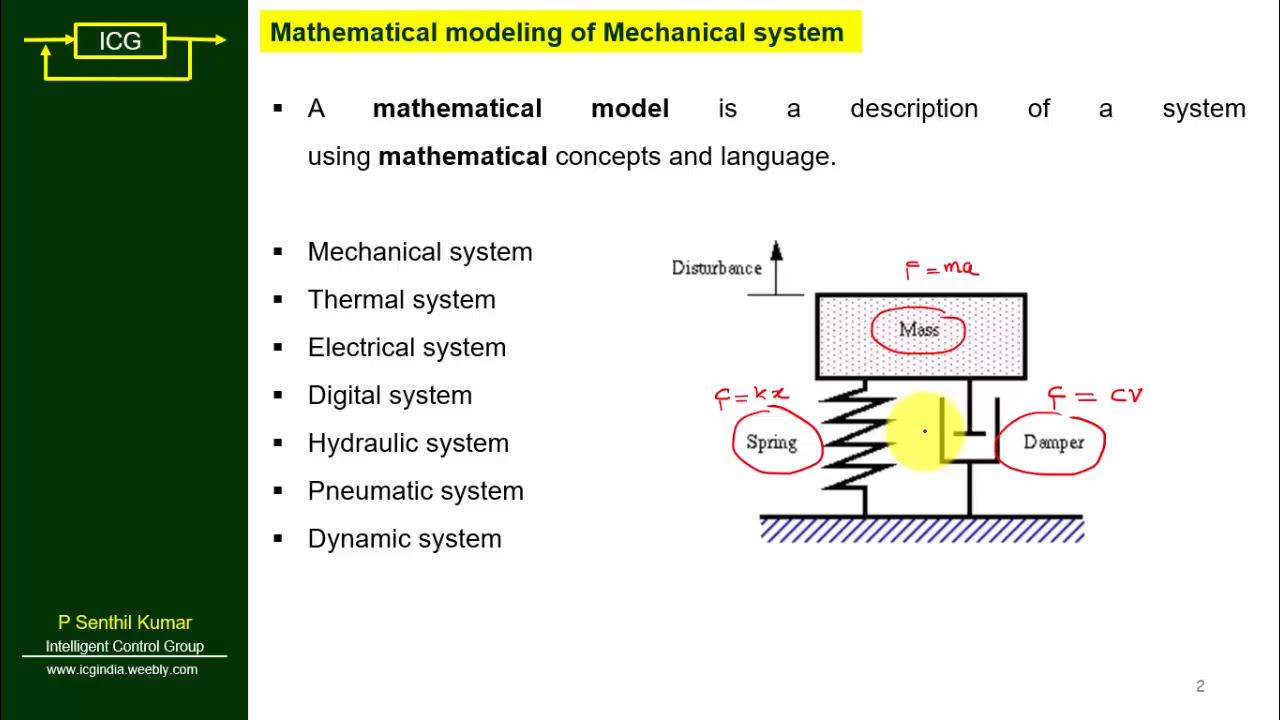 ICG
Mathematical modeling of Mechanical system
▪ A mathematical model is a description of a system
using mathematical concepts and language.
▪ Mechanical system
▪ Thermal system
▪ Electrical system
▪ Digital system
▪ Hydraulic system
▪ Pneumatic system
▪ Dynamic system
Disturbance
F = ma
Mass
F = kx
Spring
F = cv
Damper
P Senthil Kumar
Intelligent Control Group
www.icgindia.weebly.com
2